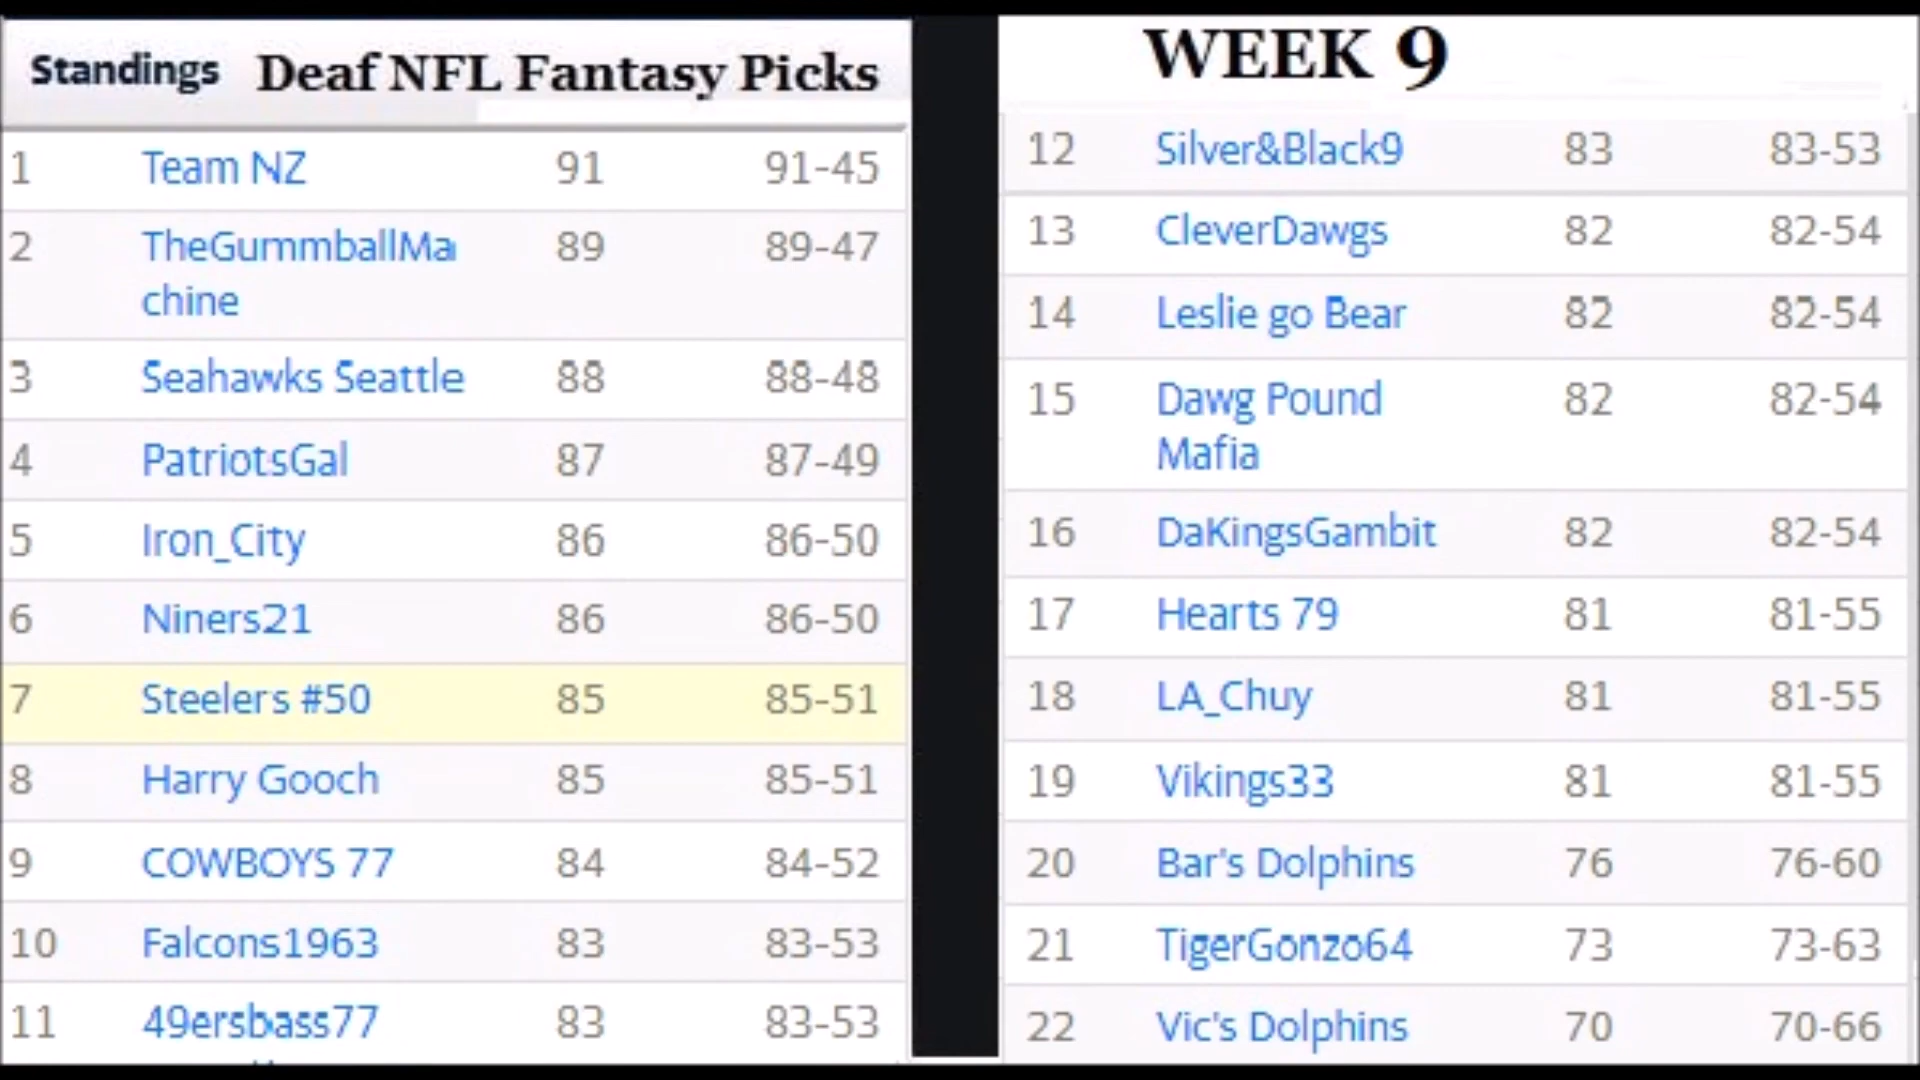 Standings Deaf NFL Fantasy Picks
1 Team NZ 91 91-45
2 TheGummballMa 89 89-47
chine
3 Seahawks Seattle 88 88-48
4 PatriotsGal 87 87-49
5 Iron_City 86 86-50
6 Niners21 86 86-50
7 Steelers #50 85 85-51
8 Harry Gooch 85 85-51
9 COWBOYS 77 84 84-52
10 Falcons1963 83 83-53
11 49ersbass77 83 83-53
WEEK 9
12 Silver&Black9 83 83-53
13 CleverDawgs 82 82-54
14 Leslie go Bear 82 82-54
15 Dawg Pound 82 82-54
Mafia
16 DaKingsGambit 82 82-54
17 Hearts 79 81 81-55
18 LA_Chuy 81 81-55
19 Vikings33 81 81-55
20 Bar's Dolphins 76 76-60
21 TigerGonzo64 73 73-63
22 Vic's Dolphins 70 70-66